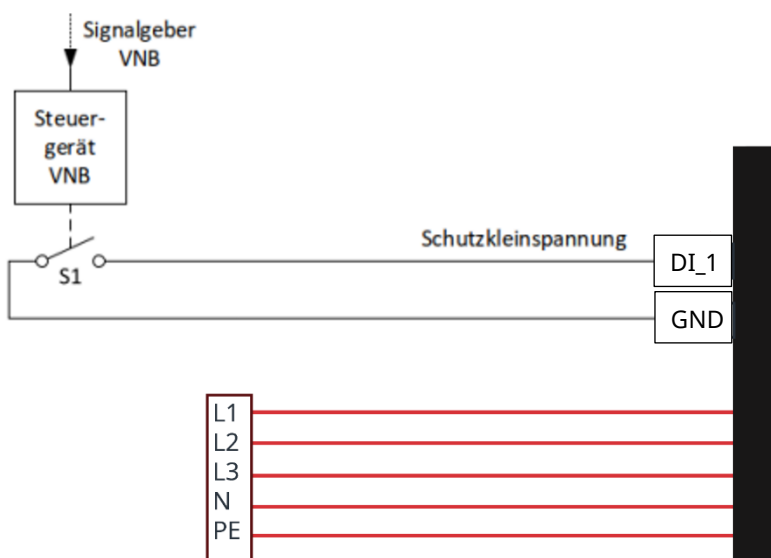 Signalgeber
VNB
Steuer-
gerät
VNB
S1
Schutzkleinspannung
DI_1
GND
L1
L2
L3
N
PE